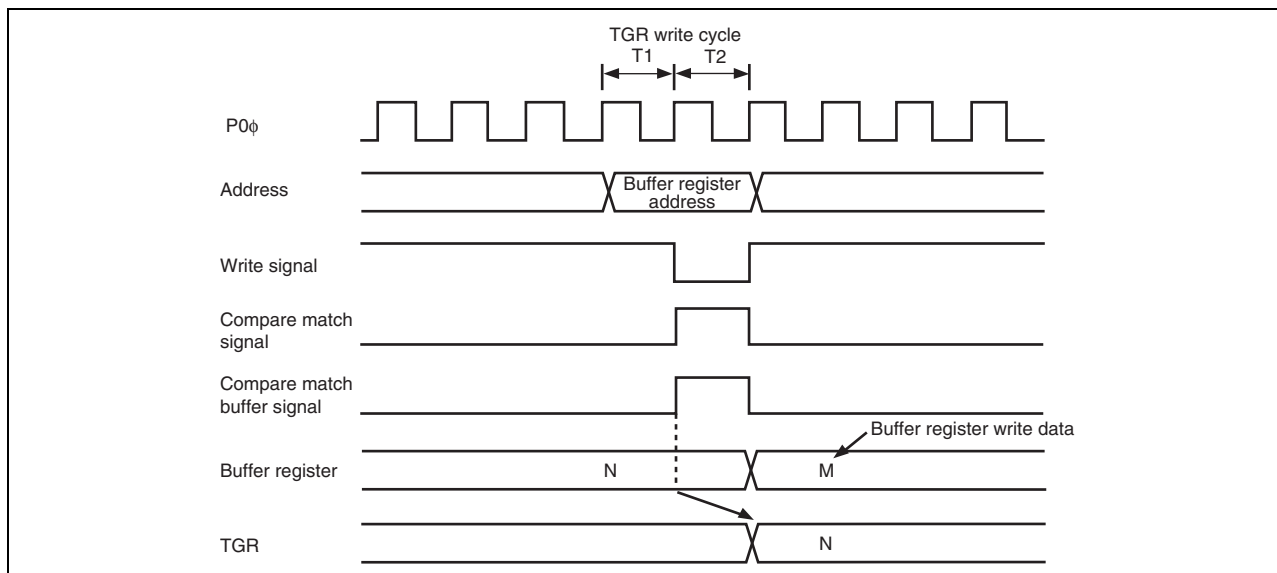 TGR write cycle
T1 T2
P0ϕ
Address
Buffer register
address
Write signal
Compare match
signal
Compare match
buffer signal
Buffer register write data
Buffer register
N M
TGR
N